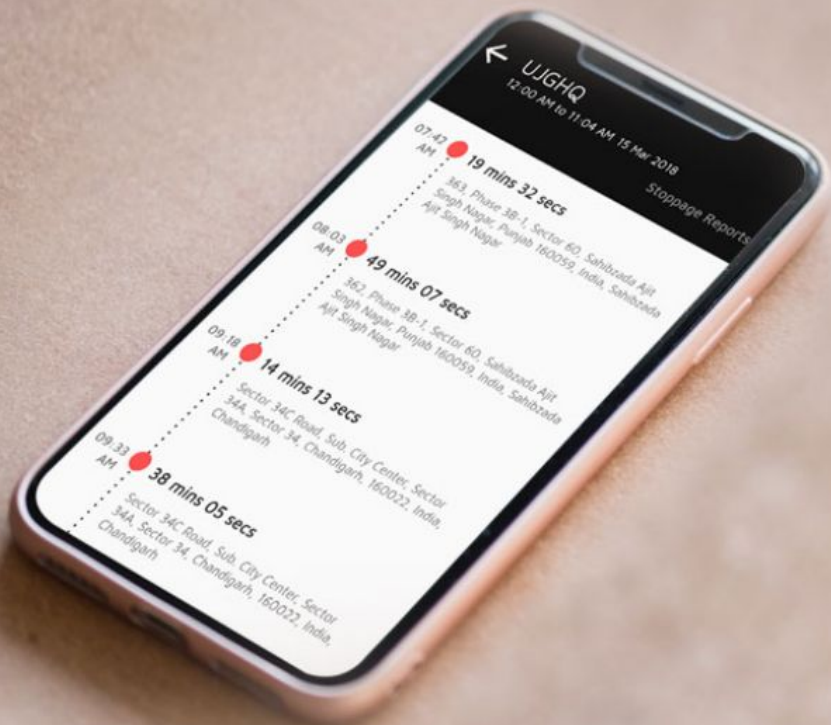 UJGHQ
12:00 AM to 11:04 AM 15 Mar 2018
Stoppage Reports
07:42
AM
19 mins 32 secs
363, Phase 3B-1, Sector 60, Sahibzada Ajit
Singh Nagar, Punjab 160059, India, Sahibzada
Ajit Singh Nagar
08:03
AM
49 mins 07 secs
362, Phase 3B-1, Sector 60, Sahibzada Ajit
Singh Nagar, Punjab 160059, India, Sahibzada
Ajit Singh Nagar
09:18
AM
14 mins 13 secs
Sector 34C Road, Sub. City Center, Sector
34A, Sector 34, Chandigarh, 160022, India,
Chandigarh
09:33
AM
38 mins 05 secs
Sector 34C Road, Sub. City Center, Sector
34A, Sector 34, Chandigarh, 160022, India,
Chandigarh